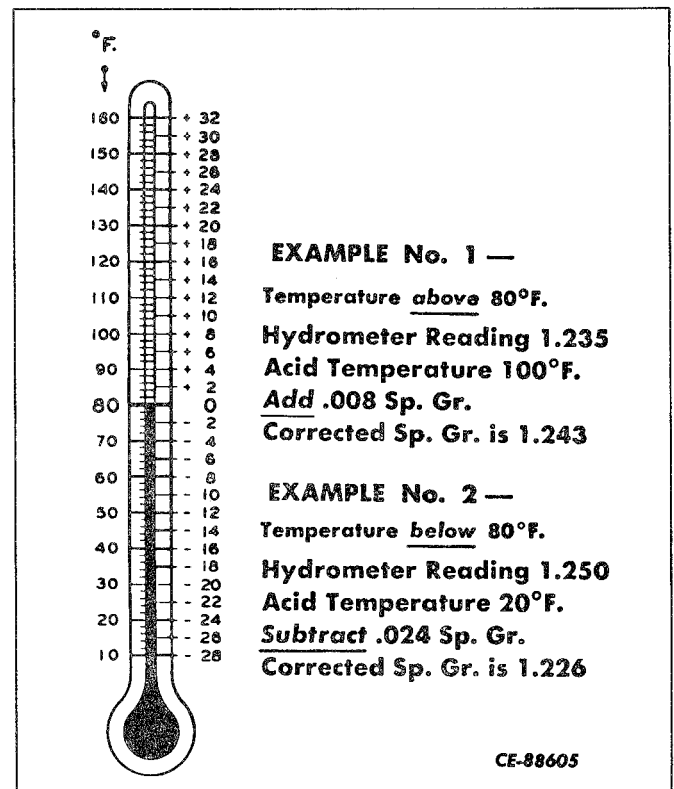 °F.
160 + 32
+ 30
150 + 28
+ 26
140 + 24
+ 22
130 + 20
+ 18
120 + 16
+ 14
110 + 12
+ 10
100 + 8
+ 6
90 + 4
+ 2
80 0
- 2
70 - 4
- 6
60 - 8
- 10
50 - 12
- 14
40 - 16
- 18
30 - 20
- 22
20 - 24
- 26
10 - 28
EXAMPLE No. 1 —
Temperature above 80°F.
Hydrometer Reading 1.235
Acid Temperature 100°F.
Add .008 Sp. Gr.
Corrected Sp. Gr. is 1.243
EXAMPLE No. 2 —
Temperature below 80°F.
Hydrometer Reading 1.250
Acid Temperature 20°F.
Subtract .024 Sp. Gr.
Corrected Sp. Gr. is 1.226
CE-88605